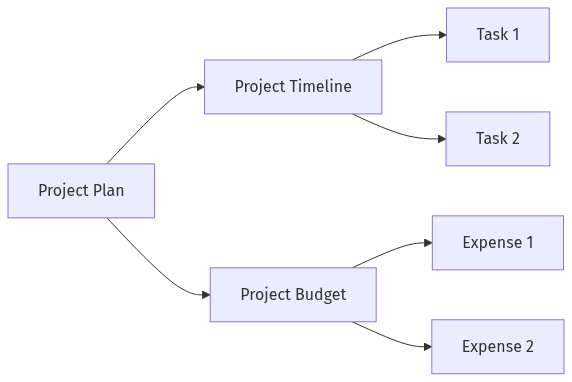 Project Plan
Project Timeline
Task 1
Task 2
Project Budget
Expense 1
Expense 2